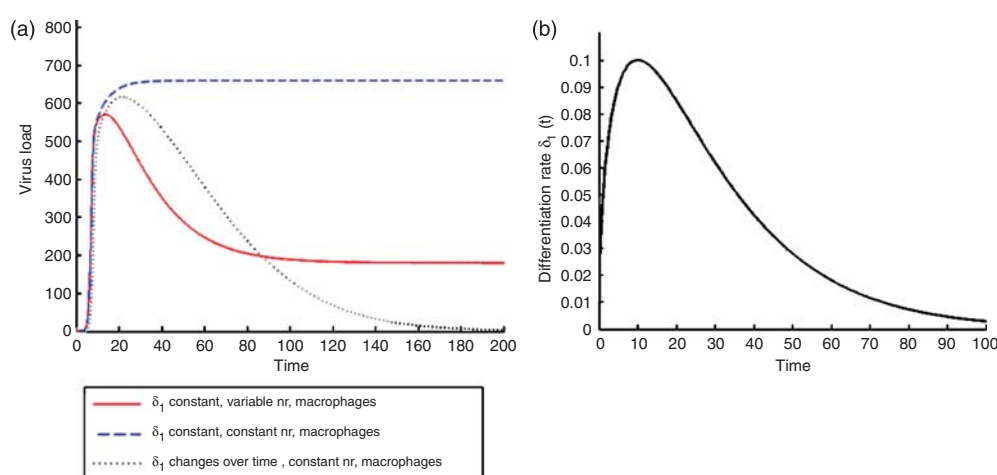 (a)
800
700
600
500
400
300
200
100
0
Virus load
0 20 40 60 80 100 120 140 160 180 200
Time
δ1 constant, variable nr, macrophages
δ1 constant, constant nr, macrophages
δ1 changes over time , constant nr, macrophages
(b)
0.1
0.09
0.08
0.07
0.06
0.05
0.04
0.03
0.02
0.01
0
Differentiation rate δ1 (t)
0 10 20 30 40 50 60 70 80 90 100
Time